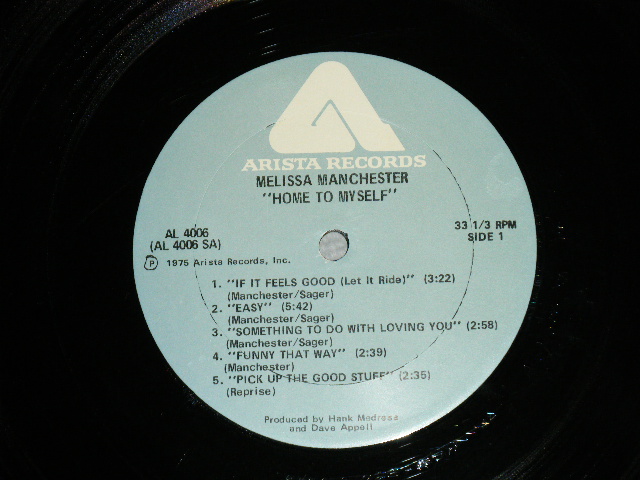 ARISTA RECORDS
MELISSA MANCHESTER
"HOME TO MYSELF"
AL 4006
(AL 4006 SA)
33 1/3 RPM
SIDE 1
Ⓟ 1975 Arista Records, Inc.
1. "IF IT FEELS GOOD (Let It Ride)" (3:22)
(Manchester/Sager)
2. "EASY" (5:42)
(Manchester/Sager)
3. "SOMETHING TO DO WITH LOVING YOU" (2:58)
(Manchester/Sager)
4. "FUNNY THAT WAY" (2:39)
(Manchester)
5. "PICK UP THE GOOD STUFF" (2:35)
(Reprise)
Produced by Hank Medress
and Dave Appell